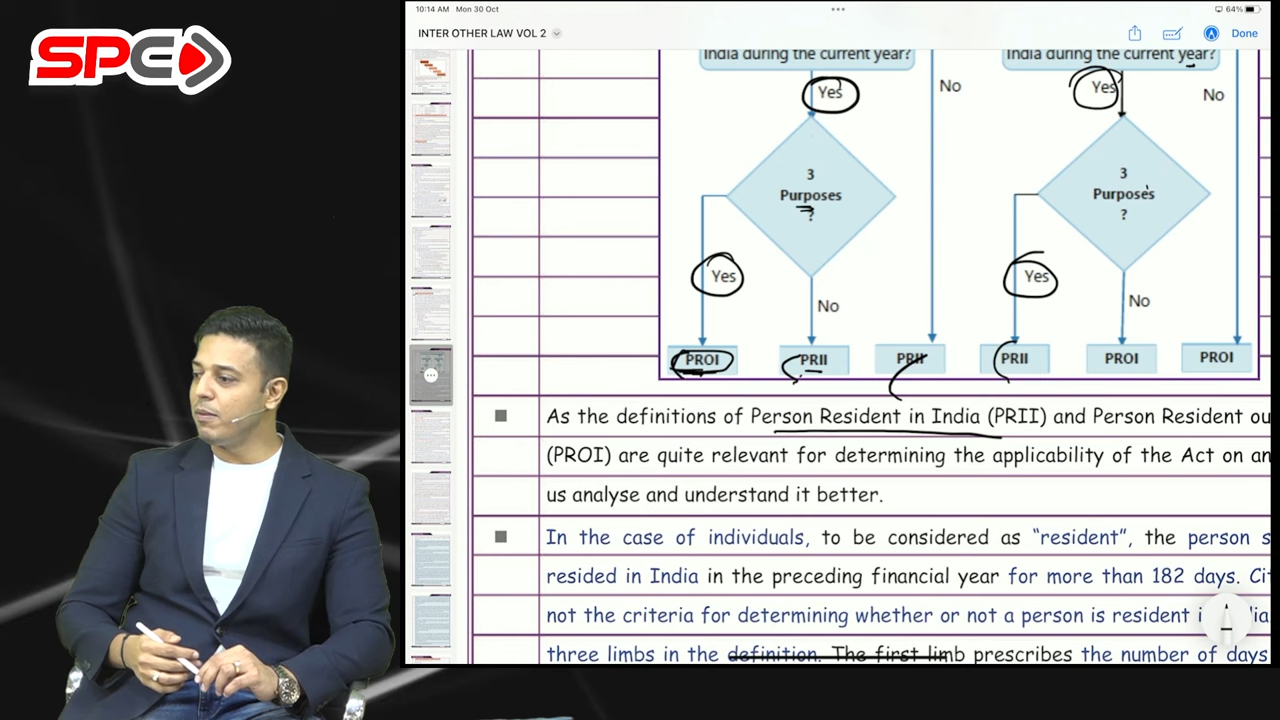 10:14 AM Mon 30 Oct
64%
SPED
INTER OTHER LAW VOL 2
Done
India during the current year?
India during the current year?
Yes
No
Yes
No
3
Purposes
?
3
Purposes
?
Yes
No
Yes
No
PROI
PRII
PRII
PRII
PROI
PROI
As the definitions of Person Resident in India (PRII) and Person Resident ou
(PROI) are quite relevant for determining the applicability of the Act on an
us analyse and understand it better.
In the case of individuals, to be considered as “resident”, the person s
resided in India in the preceding financial year for more than 182 days. Cit
not the criteria for determining whether or not a person is resident
three limbs in the definition. The first limb prescribes the number of days